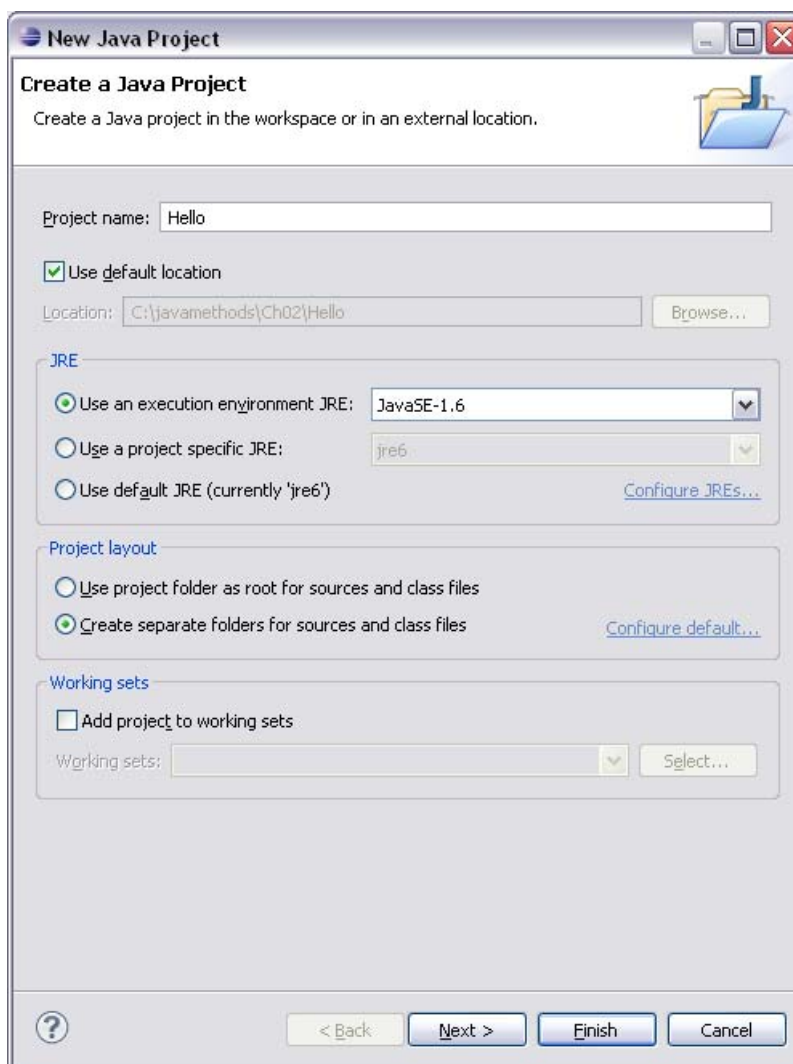 New Java Project
Create a Java Project
Create a Java project in the workspace or in an external location.
Project name: Hello
Use default location
Location: C:\javamethods\Ch02\Hello Browse...
JRE
Use an execution environment JRE: JavaSE-1.6
Use a project specific JRE: jre6
Use default JRE (currently 'jre6') Configure JREs...
Project layout
Use project folder as root for sources and class files
Create separate folders for sources and class files Configure default...
Working sets
Add project to working sets
Working sets: Select...
? < Back Next > Finish Cancel